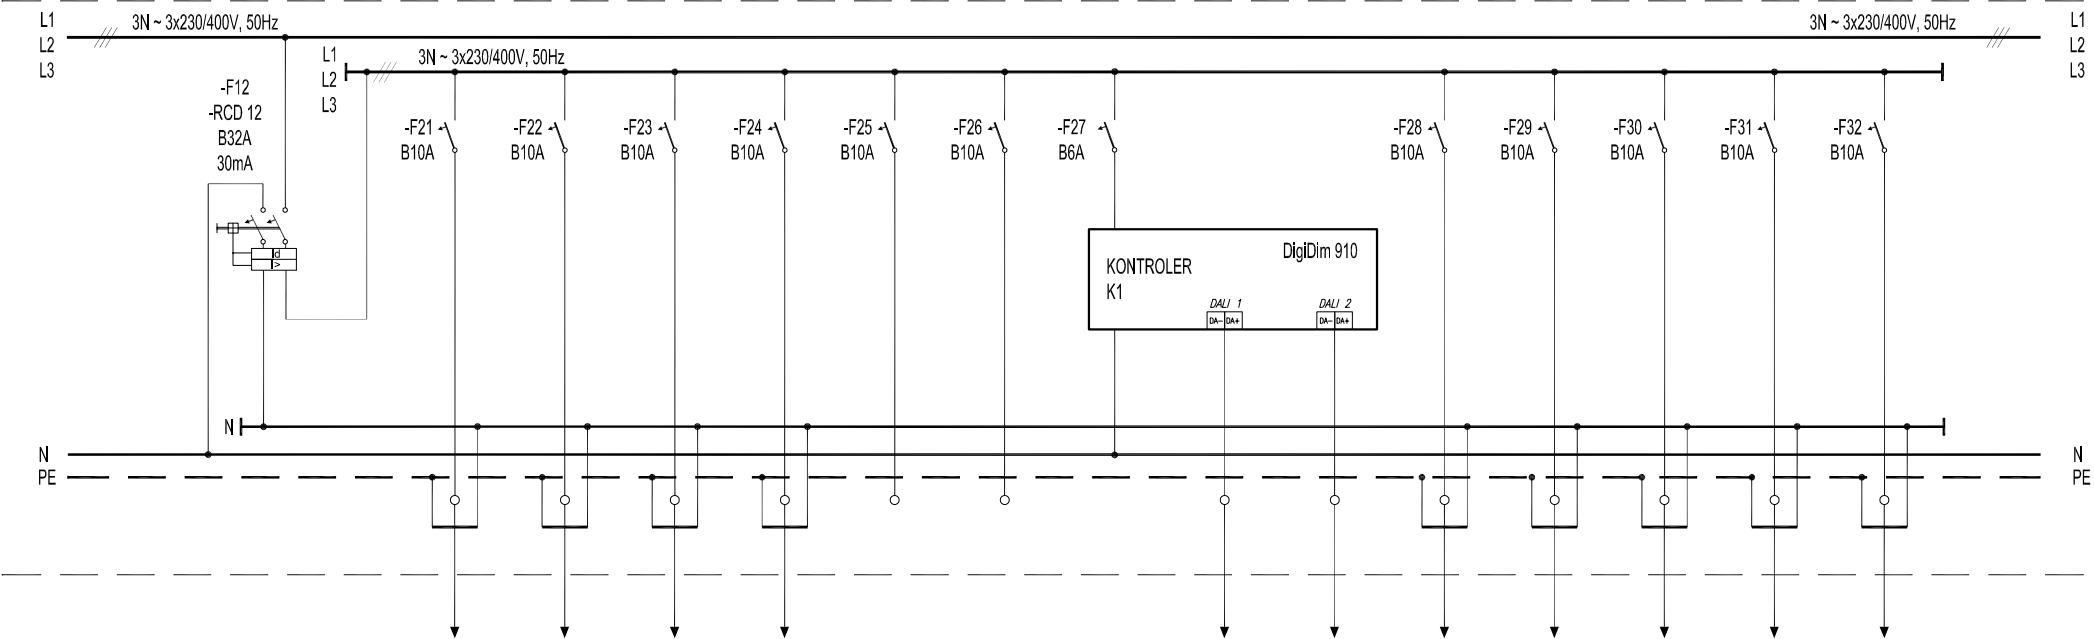 L1
L2
L3
3N ~ 3x230/400V, 50Hz
3N ~ 3x230/400V, 50Hz
L1
L2
L3
L1
L2
L3
3N ~ 3x230/400V, 50Hz
-F12
-RCD 12
B32A
30mA
-F21
B10A
-F22
B10A
-F23
B10A
-F24
B10A
-F25
B10A
-F26
B10A
-F27
B6A
-F28
B10A
-F29
B10A
-F30
B10A
-F31
B10A
-F32
B10A
Id
I>
KONTROLER
K1
DigiDim 910
DALI 1
DA- DA+
DALI 2
DA- DA+
N
N
PE
N
PE